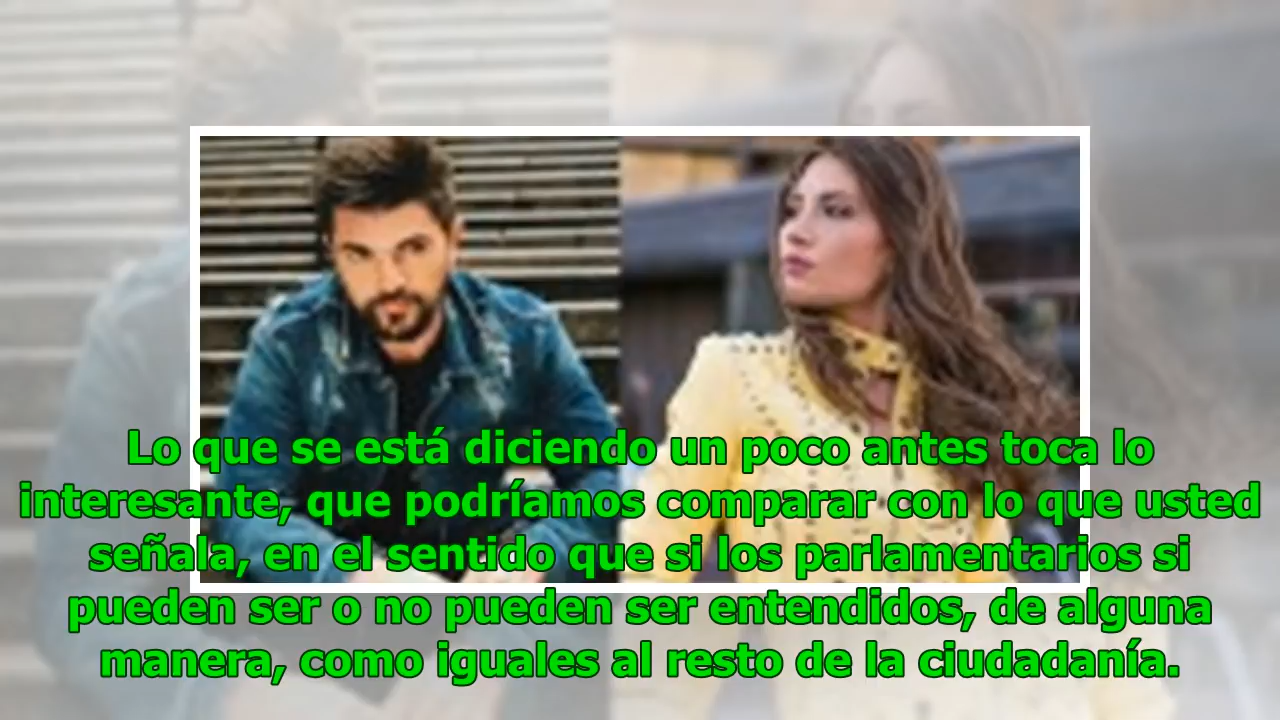 Lo que se está diciendo un poco antes toca lo
interesante, que podríamos comparar con lo que usted
señala, en el sentido que si los parlamentarios si
pueden ser o no pueden ser entendidos, de alguna
manera, como iguales al resto de la ciudadanía.